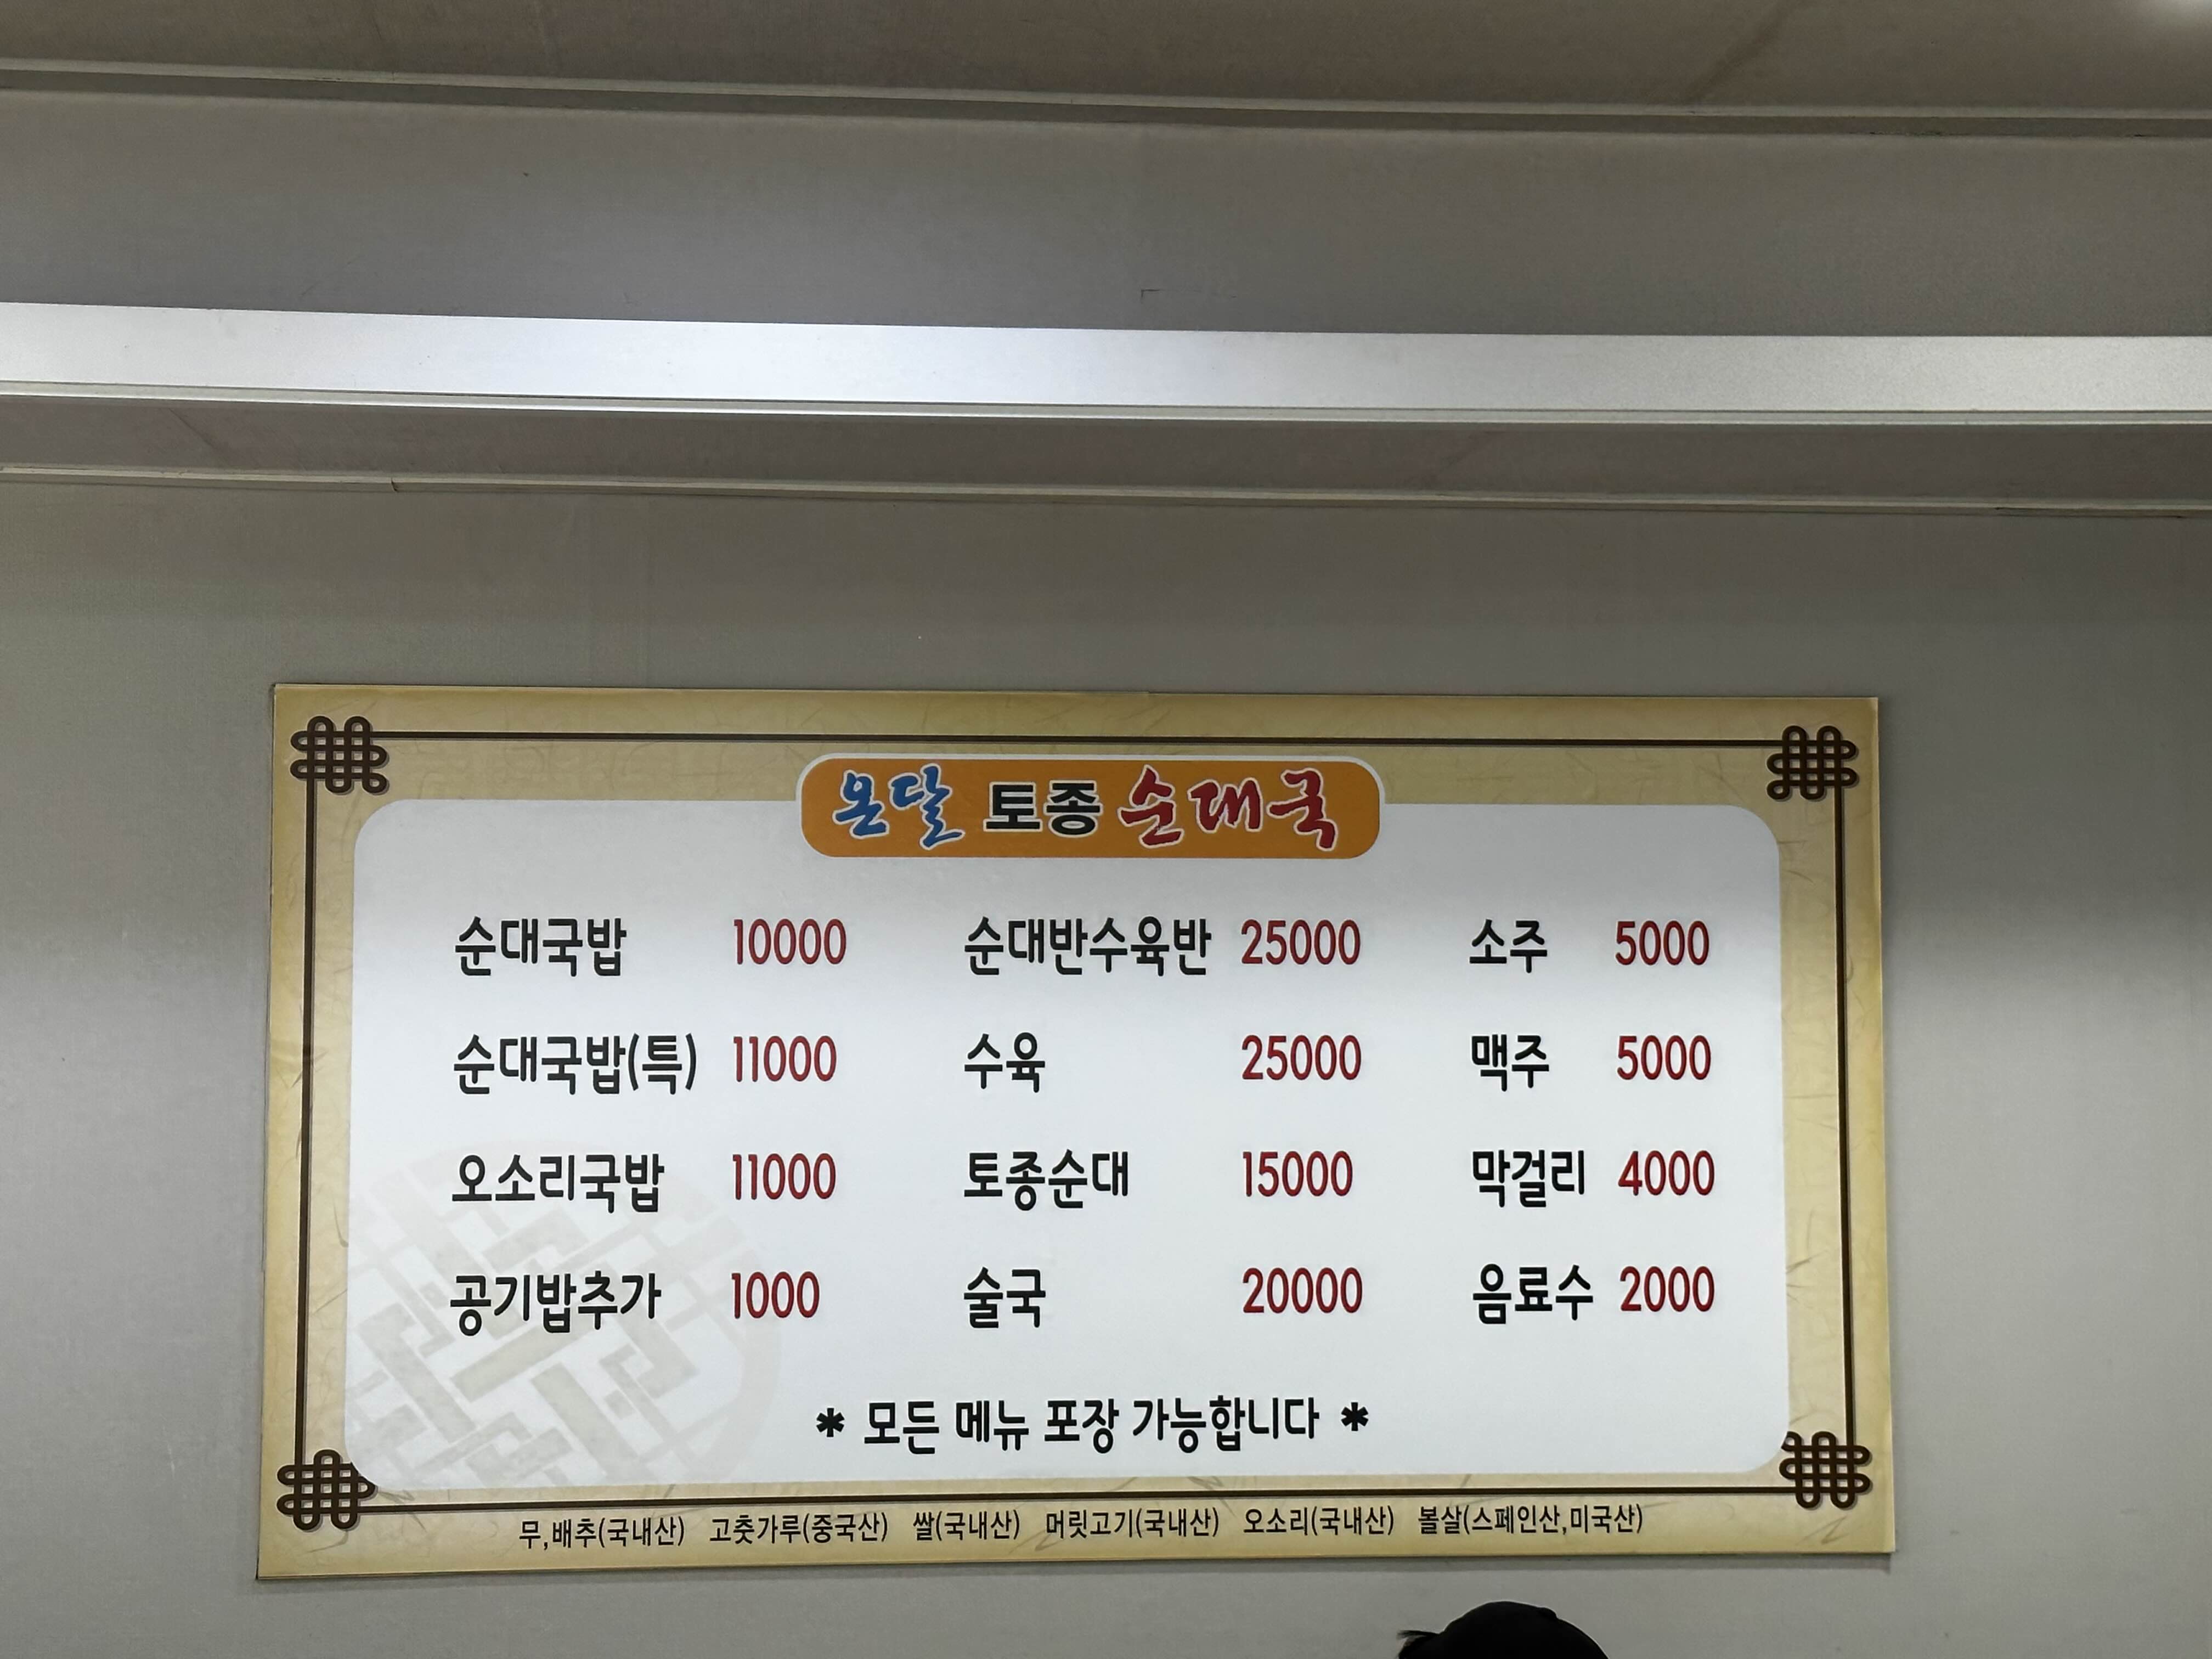 온달 토종 순대국
순대국밥 10000 순대반수육반 25000 소주 5000
순대국밥(특) 11000 수육 25000 맥주 5000
오소리국밥 11000 토종순대 15000 막걸리 4000
공기밥추가 1000 술국 20000 음료수 2000
* 모든 메뉴 포장 가능합니다 *
무,배추(국내산) 고춧가루(중국산) 쌀(국내산) 머릿고기(국내산) 오소리(국내산) 볼살(스페인산,미국산)